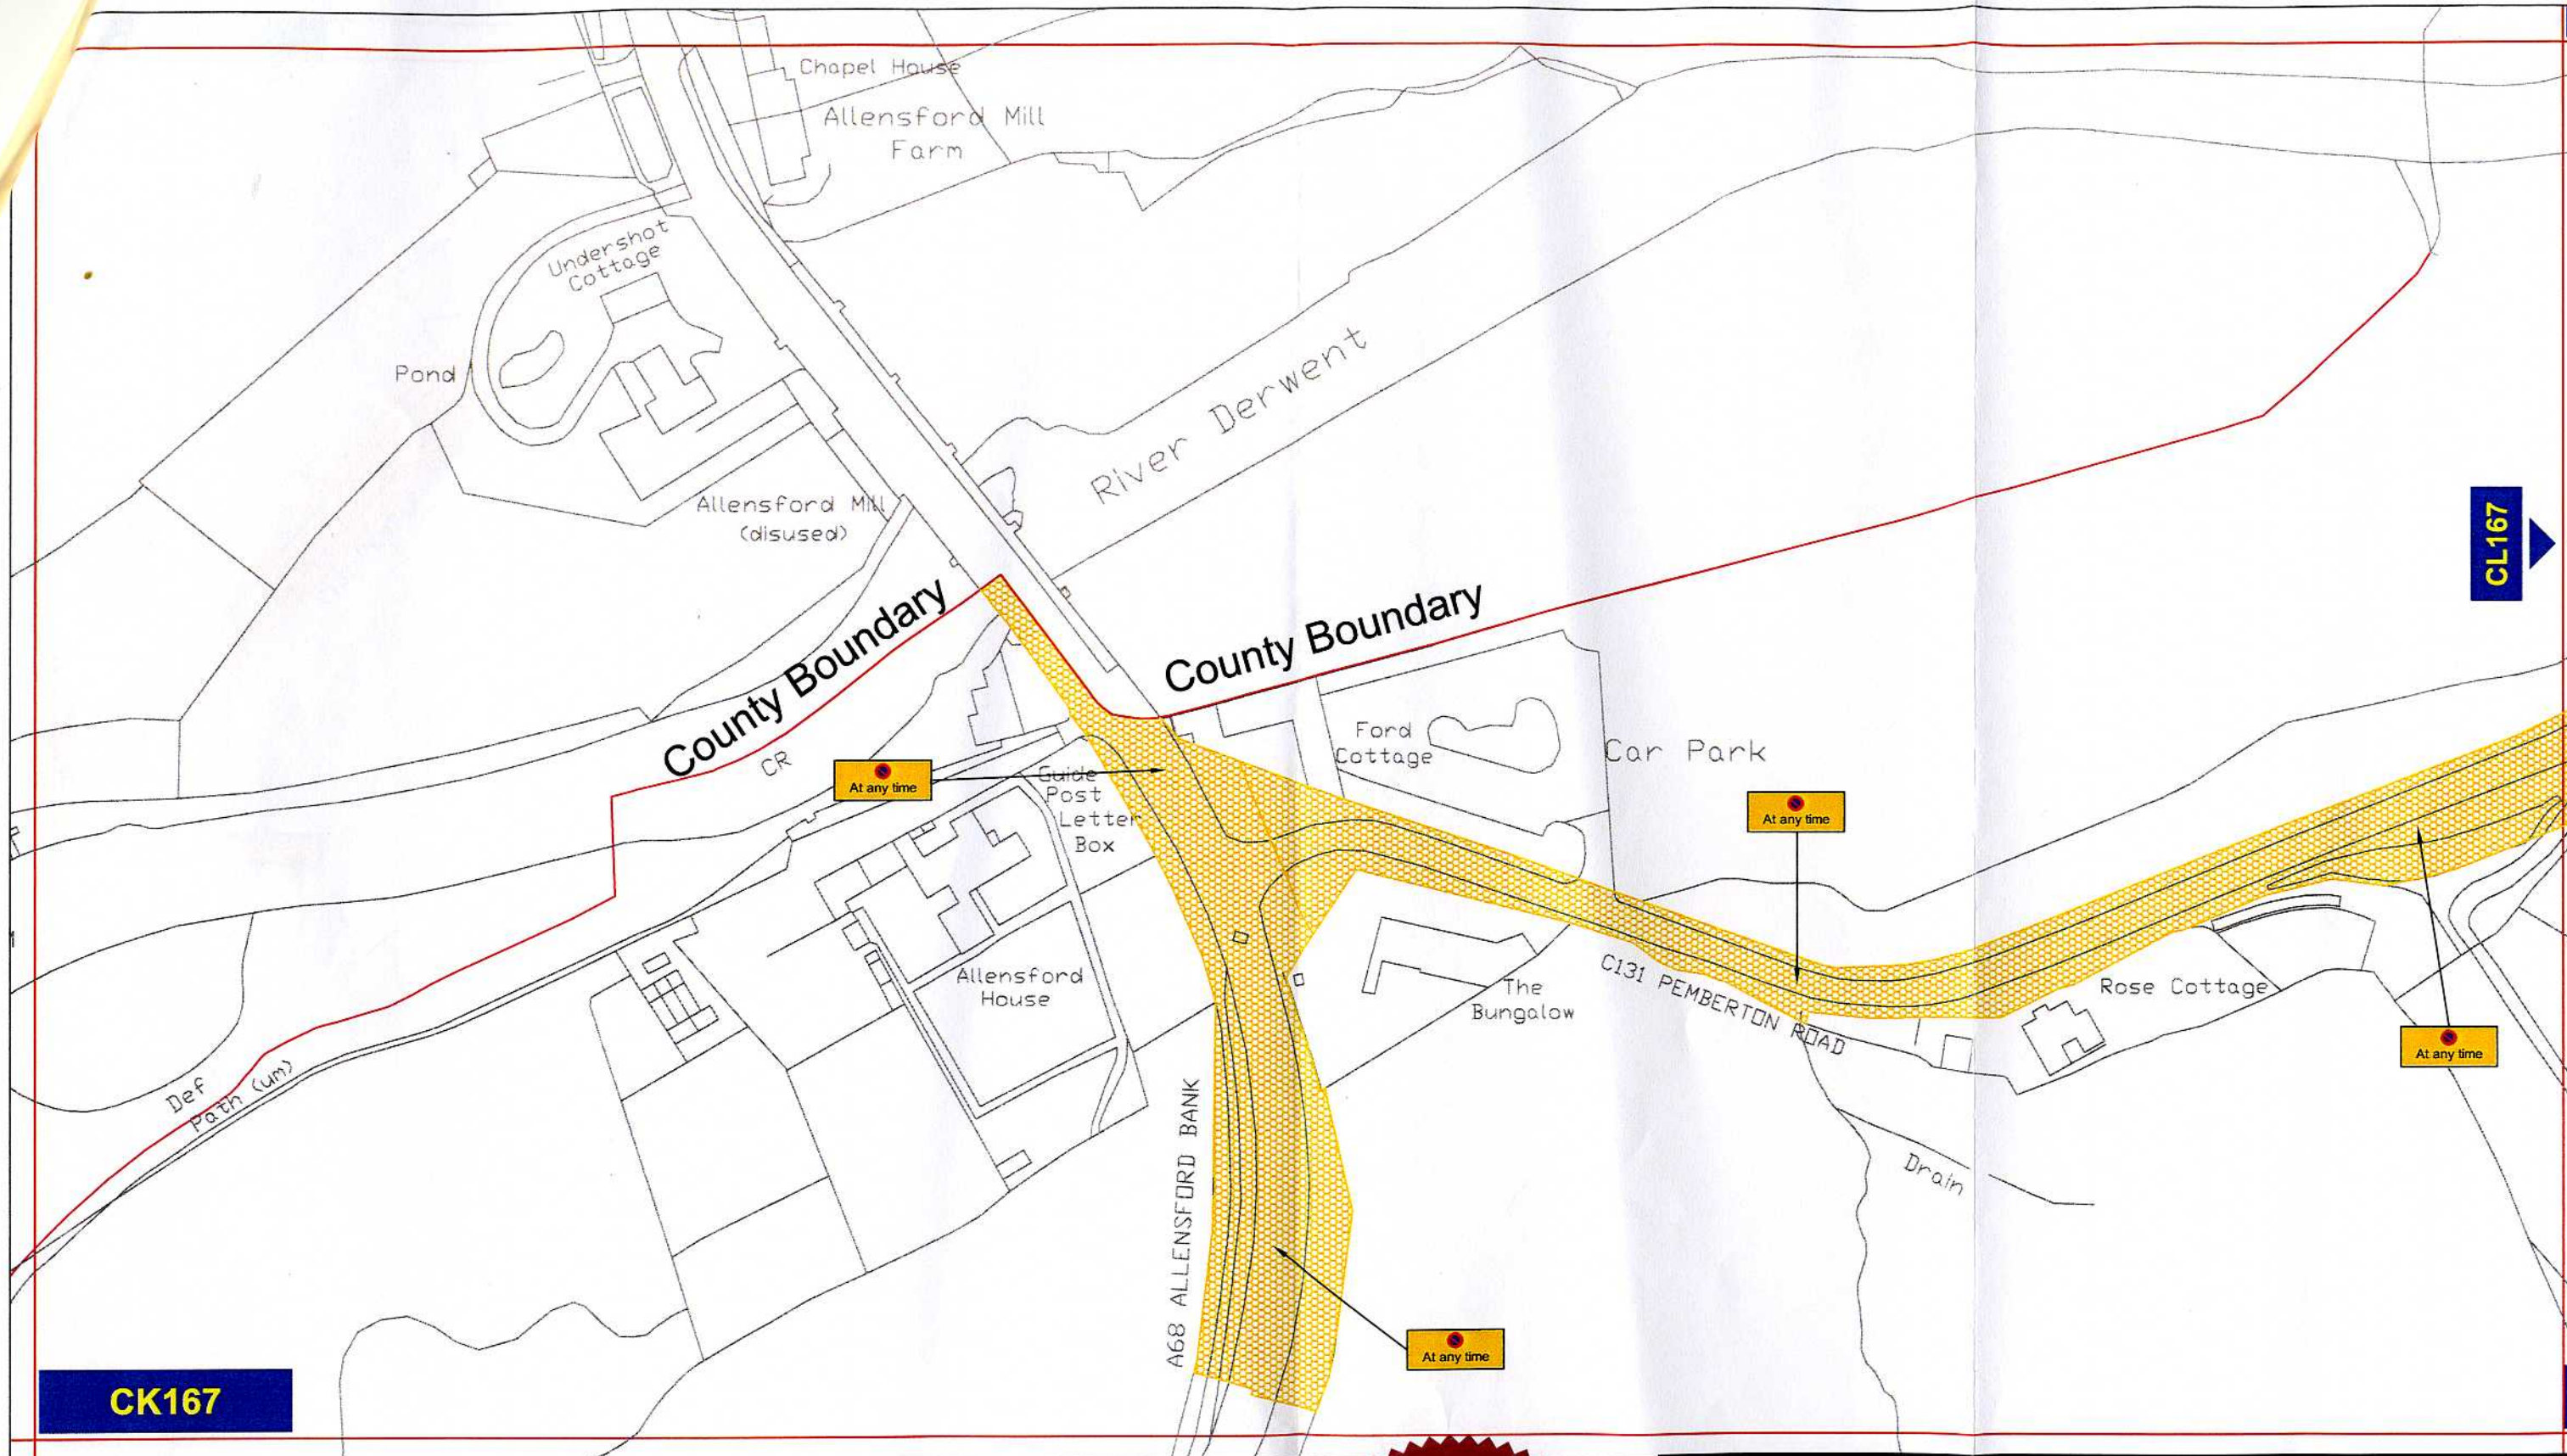 Chapel House
Allensford Mill
Farm
Undershot
Cottage
Pond
River Derwent
Allensford Mill
(disused)
CL167
County Boundary
County Boundary
CR
Ford
Cottage
Car Park
At any time
Guide
Post
Letter
Box
At any time
Allensford
House
The
Bungalow
C131 PEMBERTON ROAD
Rose Cottage
At any time
Def
Path (um)
A68 ALLENSFORD BANK
Drain
At any time
CK167